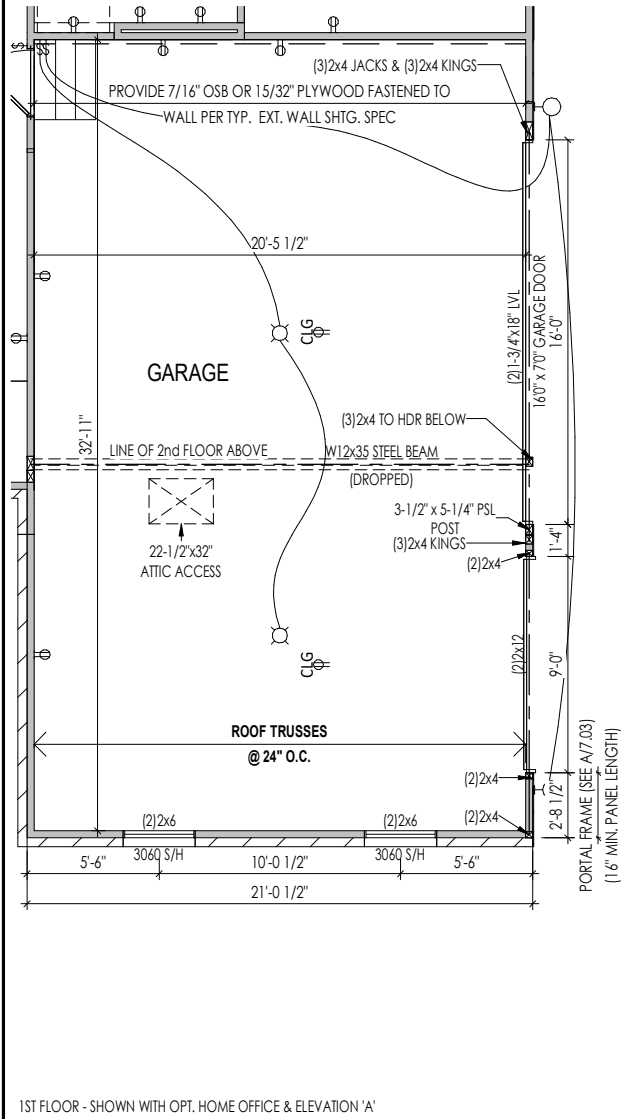 (3)2x4 JACKS & (3)2x4 KINGS
PROVIDE 7/16" OSB OR 15/32" PLYWOOD FASTENED TO
WALL PER TYP. EXT. WALL SHTG. SPEC
20'-5 1/2"
(2)1-3/4"x18" LVL
16'0" x 7'0" GARAGE DOOR
16'-0"
CLG
GARAGE
32'-11"
(3)2x4 TO HDR BELOW
LINE OF 2nd FLOOR ABOVE
W12x35 STEEL BEAM
(DROPPED)
3-1/2" x 5-1/4" PSL
POST
(3)2x4 KINGS
(2)2x4
1'-4"
22-1/2"x32"
ATTIC ACCESS
CLG
(2)2x12
9'-0"
ROOF TRUSSES
@ 24" O.C.
(2)2x4
(2)2x4
2'-8 1/2"
PORTAL FRAME (SEE A/7.03)
(16" MIN. PANEL LENGTH)
(2)2x6
(2)2x6
3060 S/H
3060 S/H
5'-6"
10'-0 1/2"
5'-6"
21'-0 1/2"
1ST FLOOR - SHOWN WITH OPT. HOME OFFICE & ELEVATION 'A'